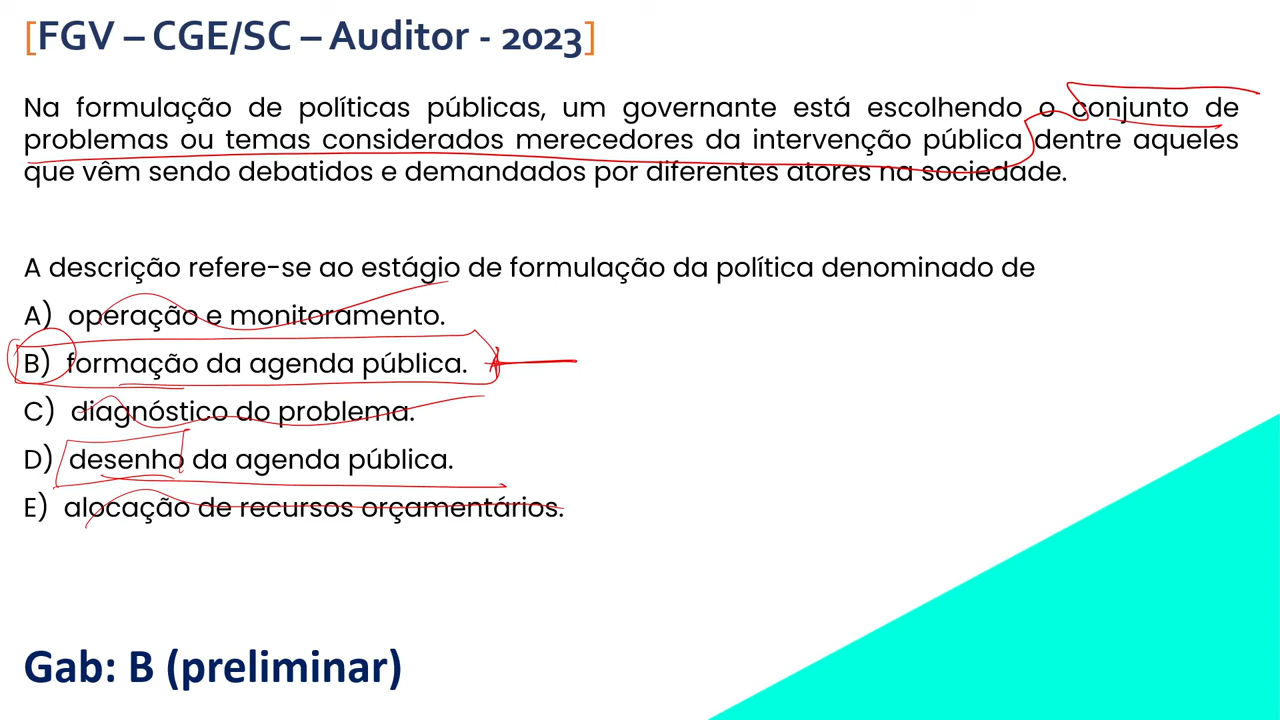 [FGV – CGE/SC – Auditor - 2023]
Na formulação de políticas públicas, um governante está escolhendo o conjunto de
problemas ou temas considerados merecedores da intervenção pública dentre aqueles
que vêm sendo debatidos e demandados por diferentes atores na sociedade.
A descrição refere-se ao estágio de formulação da política denominado de
A) operação e monitoramento.
B) formação da agenda pública.
C) diagnóstico do problema.
D) desenho da agenda pública.
E) alocação de recursos orçamentários.
Gab: B (preliminar)